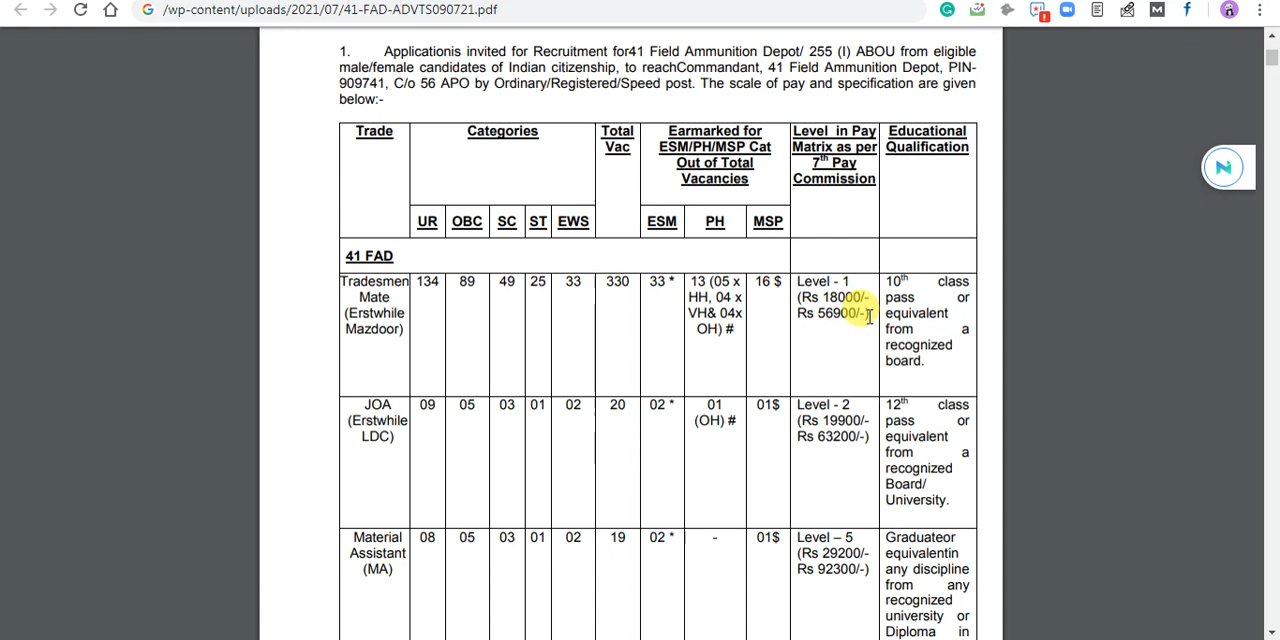 /wp-content/uploads/2021/07/41-FAD-ADVTS090721.pdf
1. Applicationis invited for Recruitment for41 Field Ammunition Depot/ 255 (I) ABOU from eligible
male/female candidates of Indian citizenship, to reachCommandant, 41 Field Ammunition Depot, PIN-
909741, C/o 56 APO by Ordinary/Registered/Speed post. The scale of pay and specification are given
below:-
Trade Categories Total Earmarked for Level in Pay Educational
Vac ESM/PH/MSP Cat Matrix as per Qualification
Out of Total 7th Pay
Vacancies Commission
UR OBC SC ST EWS ESM PH MSP
41 FAD
Tradesmen 134 89 49 25 33 330 33 * 13 (05 x 16 $ Level - 1 10th class
Mate HH, 04 x (Rs 18000/- pass or
(Erstwhile VH& 04x Rs 56900/-) equivalent
Mazdoor) OH) # from a
recognized
board.
JOA 09 05 03 01 02 20 02 * 01 01$ Level - 2 12th class
(Erstwhile (OH) # (Rs 19900/- pass or
LDC) Rs 63200/-) equivalent
from a
recognized
Board/
University.
Material 08 05 03 01 02 19 02 * - 01$ Level – 5 Graduateor
Assistant (Rs 29200/- equivalentin
(MA) Rs 92300/-) any discipline
from any
recognized
university or
Diploma in